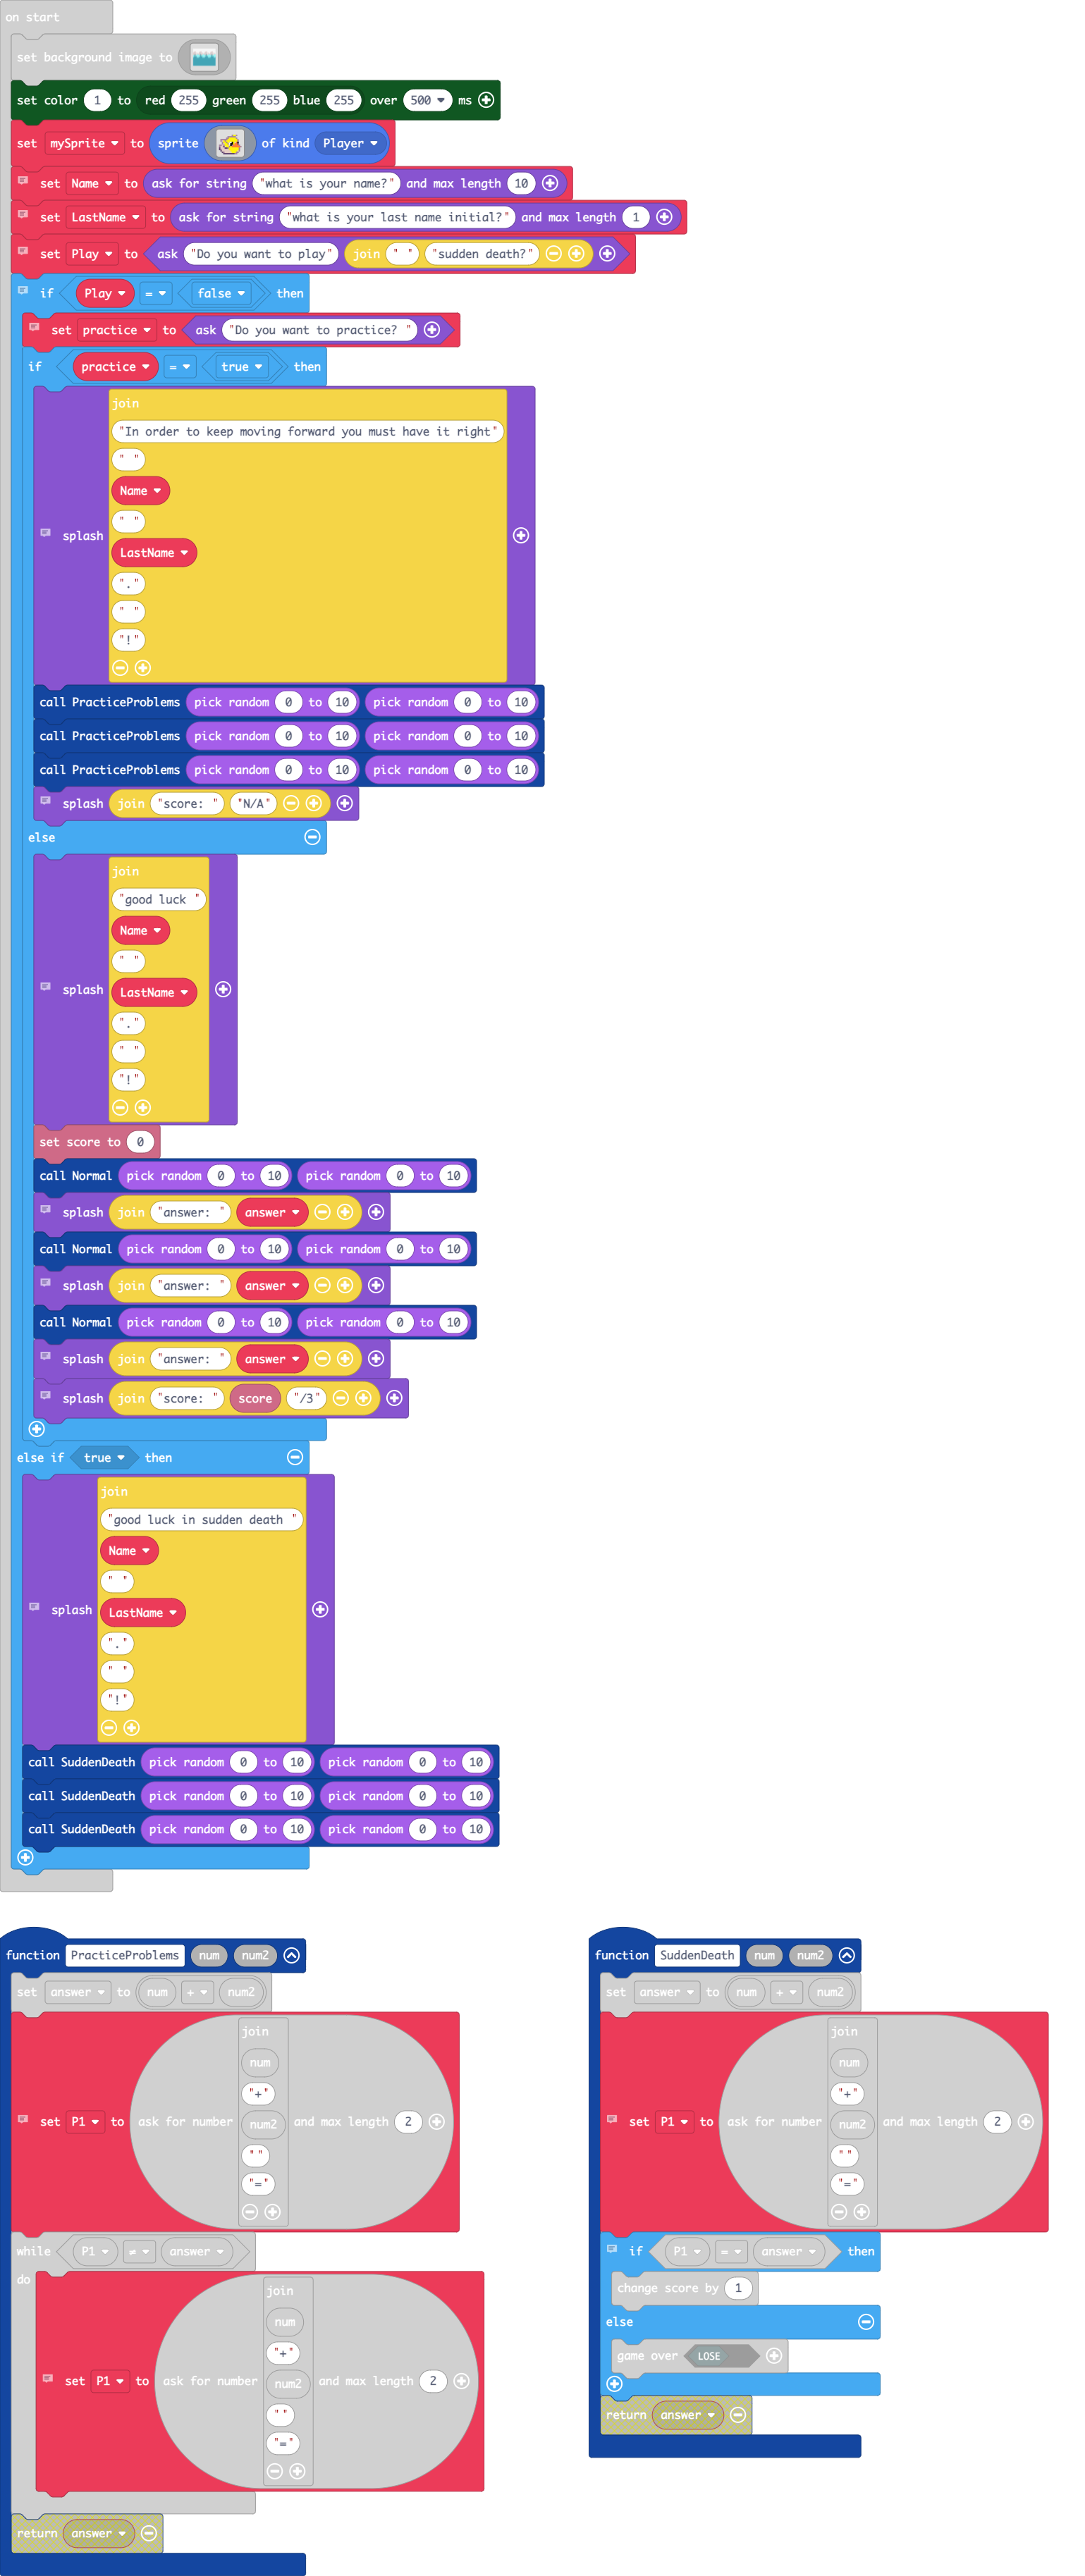 on start
set background image to
set color 1 to red 255 green 255 blue 255 over 500 ms
set mySprite to sprite of kind Player
set Name to ask for string "what is your name?" and max length 10
set LastName to ask for string "what is your last name initial?" and max length 1
set Play to ask "Do you want to play" join " " "sudden death?"
if Play = false then
set practice to ask "Do you want to practice? "
if practice = true then
join
"In order to keep moving forward you must have it right"
" "
Name
" "
splash
LastName
"."
" "
"!"
call PracticeProblems pick random 0 to 10 pick random 0 to 10
call PracticeProblems pick random 0 to 10 pick random 0 to 10
call PracticeProblems pick random 0 to 10 pick random 0 to 10
splash join "score: " "N/A"
else
join
"good luck "
Name
" "
splash LastName
"."
" "
"!"
set score to 0
call Normal pick random 0 to 10 pick random 0 to 10
splash join "answer: " answer
call Normal pick random 0 to 10 pick random 0 to 10
splash join "answer: " answer
call Normal pick random 0 to 10 pick random 0 to 10
splash join "answer: " answer
splash join "score: " score "/3"
else if true then
join
"good luck in sudden death "
Name
" "
splash LastName
"."
" "
"!"
call SuddenDeath pick random 0 to 10 pick random 0 to 10
call SuddenDeath pick random 0 to 10 pick random 0 to 10
call SuddenDeath pick random 0 to 10 pick random 0 to 10
function PracticeProblems num num2
set answer to num + num2
join
num
"+"
set P1 to ask for number num2 and max length 2
""
"="
while P1 ≠ answer
do
join
num
"+"
set P1 to ask for number num2 and max length 2
""
"="
return answer
function SuddenDeath num num2
set answer to num + num2
join
num
"+"
set P1 to ask for number num2 and max length 2
""
"="
if P1 = answer then
change score by 1
else
game over LOSE
return answer